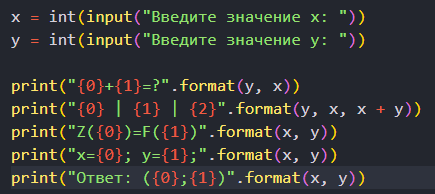 x = int(input("Введите значение x: "))
y = int(input("Введите значение y: "))
print("{0}+{1}=?".format(y, x))
print("{0} | {1} | {2}".format(y, x, x + y))
print("Z({0})=F({1})".format(x, y))
print("x={0}; y={1};".format(x, y))
print("Ответ: ({0};{1})".format(x, y))